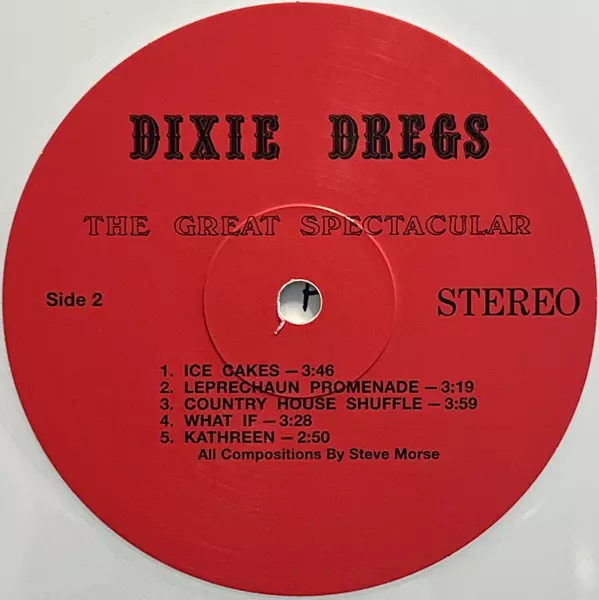 DIXIE DREGS
THE GREAT SPECTACULAR
Side 2
STEREO
1. ICE CAKES – 3:46
2. LEPRECHAUN PROMENADE – 3:19
3. COUNTRY HOUSE SHUFFLE – 3:59
4. WHAT IF – 3:28
5. KATHREEN – 2:50
All Compositions By Steve Morse